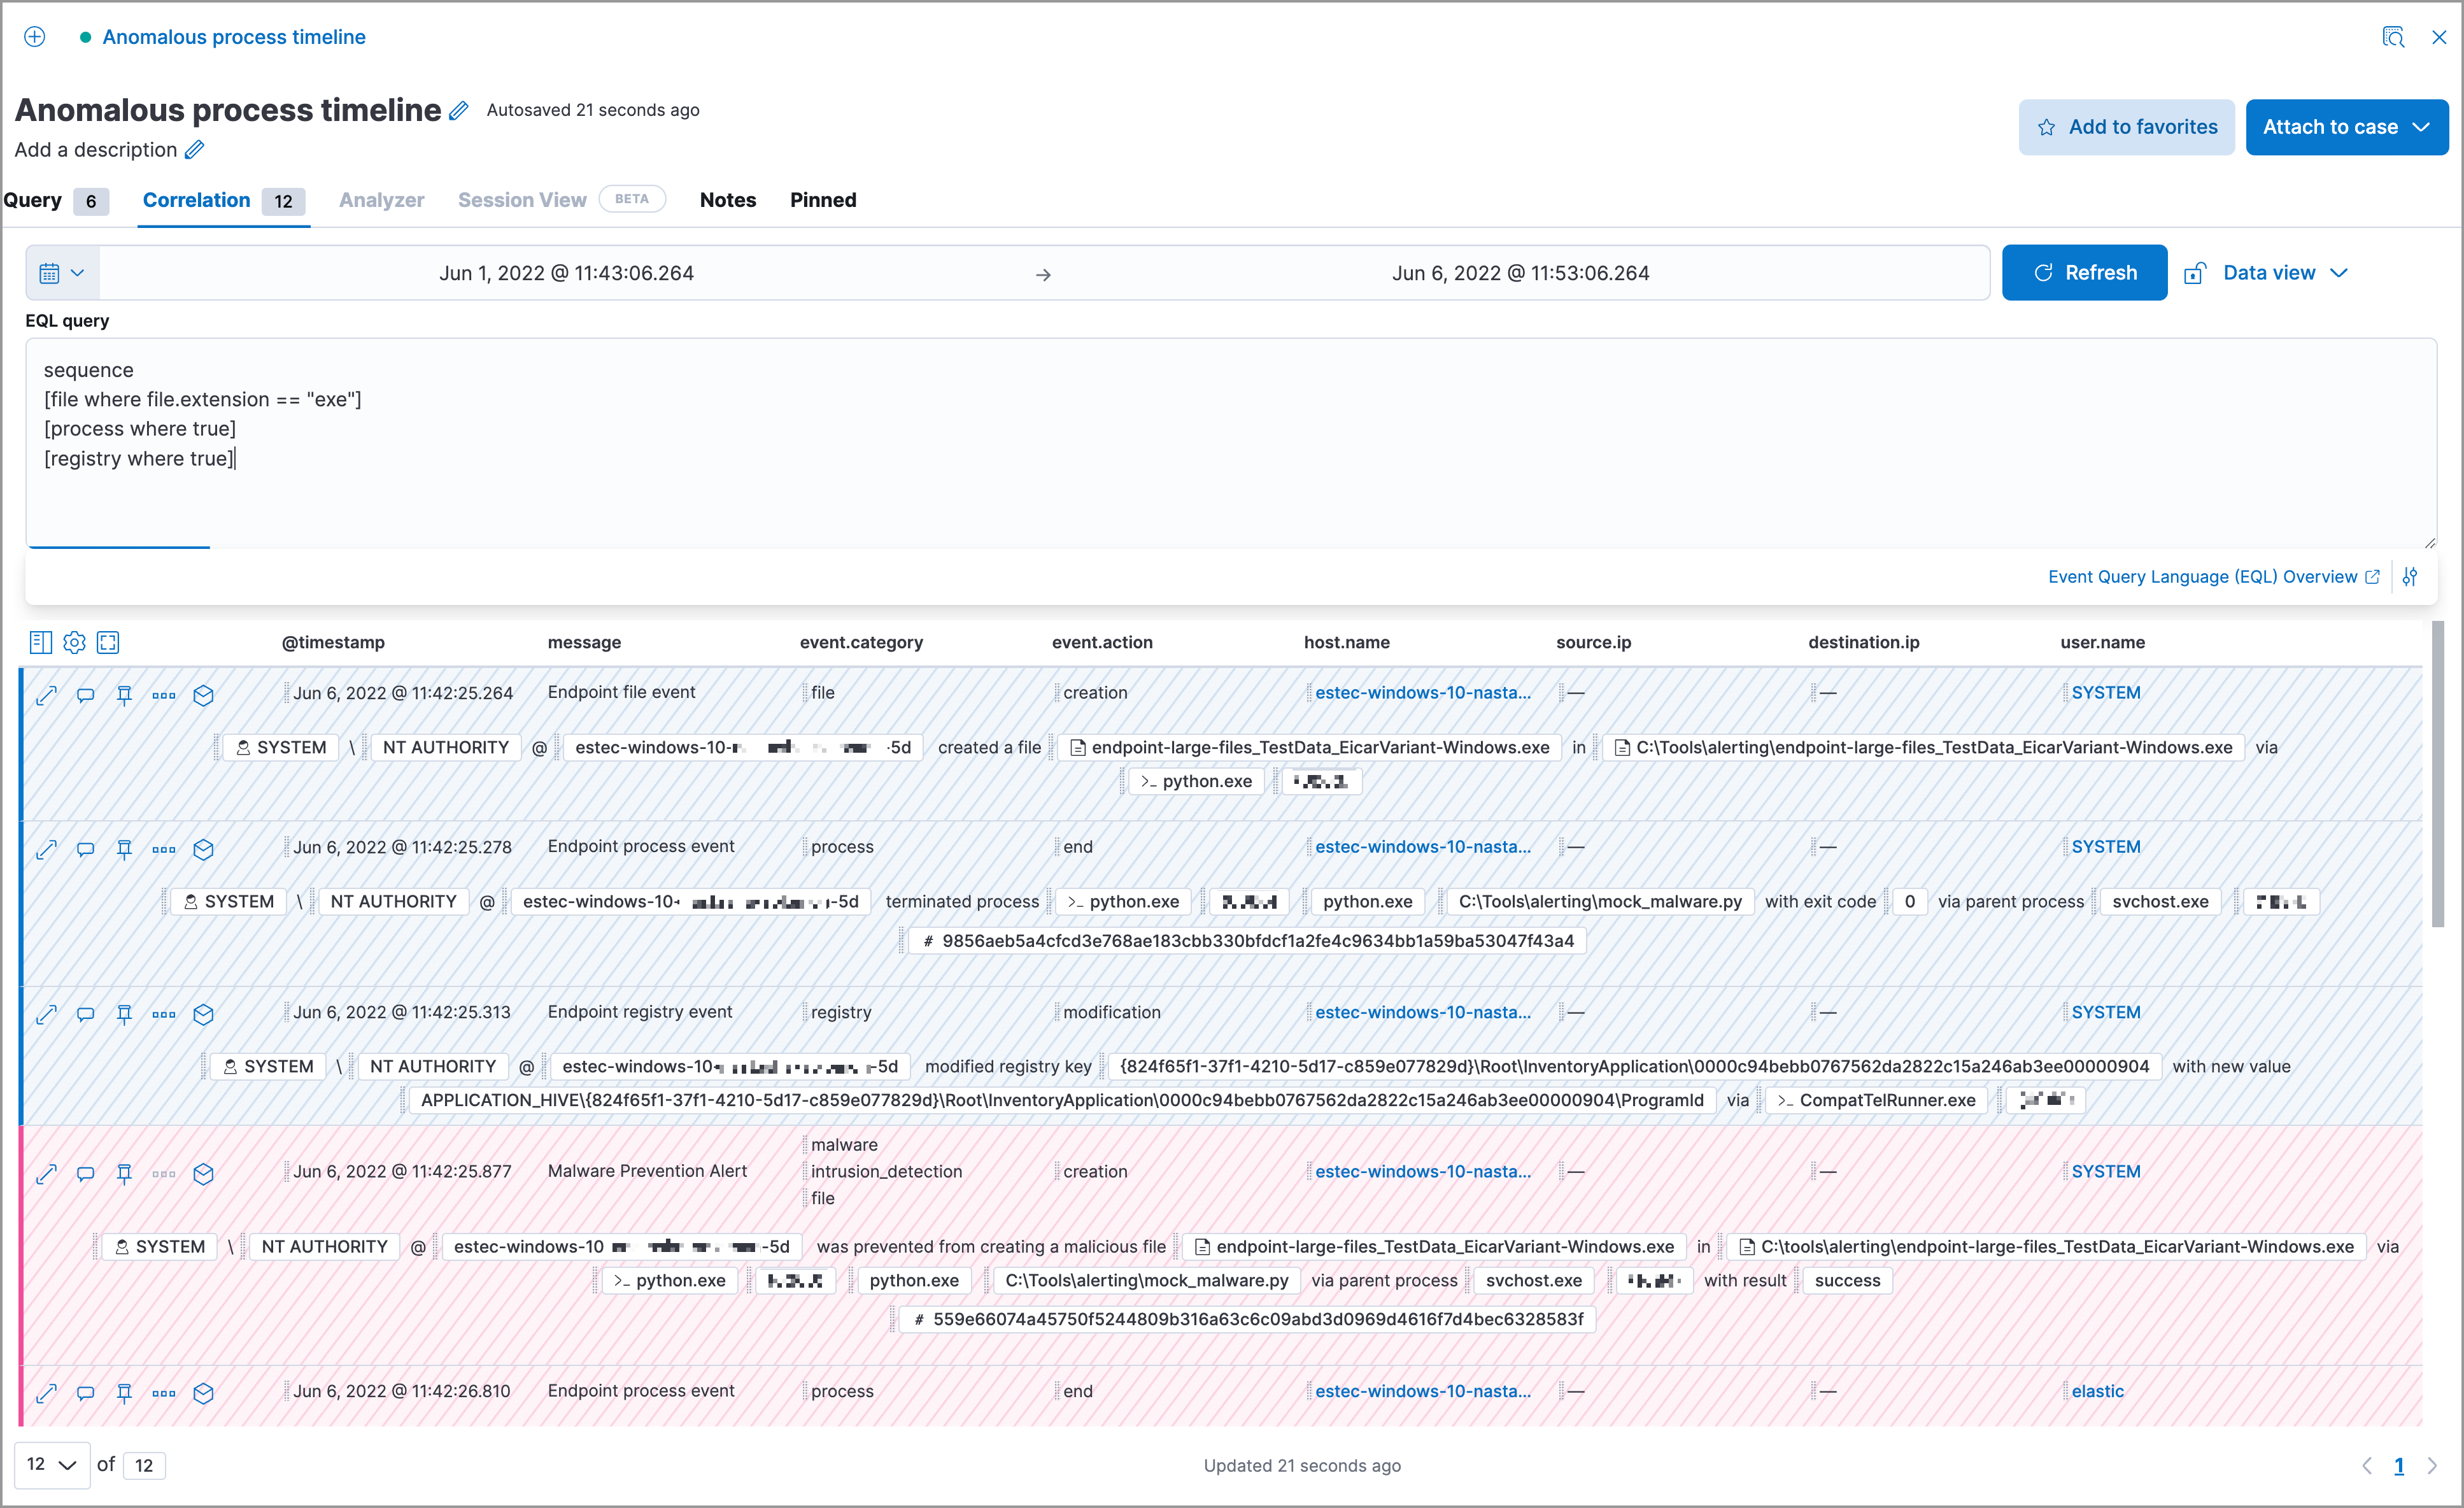 Anomalous process timeline
Anomalous process timeline Autosaved 21 seconds ago
Add to favorites Attach to case
Add a description
Query 6 Correlation 12 Analyzer Session View BETA Notes Pinned
Jun 1, 2022 @ 11:43:06.264 → Jun 6, 2022 @ 11:53:06.264 Refresh Data view
EQL query
sequence
[file where file.extension == "exe"]
[process where true]
[registry where true]
Event Query Language (EQL) Overview
@timestamp message event.category event.action host.name source.ip destination.ip user.name
Jun 6, 2022 @ 11:42:25.264 Endpoint file event file creation estec-windows-10-nasta... — — SYSTEM
SYSTEM \ NT AUTHORITY @ estec-windows-10- -5d created a file endpoint-large-files_TestData_EicarVariant-Windows.exe in C:\Tools\alerting\endpoint-large-files_TestData_EicarVariant-Windows.exe via
>_ python.exe
Jun 6, 2022 @ 11:42:25.278 Endpoint process event process end estec-windows-10-nasta... — — SYSTEM
SYSTEM \ NT AUTHORITY @ estec-windows-10- -5d terminated process >_ python.exe python.exe C:\Tools\alerting\mock_malware.py with exit code 0 via parent process svchost.exe
# 9856aeb5a4cfcd3e768ae183cbb330bfdcf1a2fe4c9634bb1a59ba53047f43a4
Jun 6, 2022 @ 11:42:25.313 Endpoint registry event registry modification estec-windows-10-nasta... — — SYSTEM
SYSTEM \ NT AUTHORITY @ estec-windows-10 -5d modified registry key {824f65f1-37f1-4210-5d17-c859e077829d}\Root\InventoryApplication\0000c94bebb0767562da2822c15a246ab3ee00000904 with new value
APPLICATION_HIVE\{824f65f1-37f1-4210-5d17-c859e077829d}\Root\InventoryApplication\0000c94bebb0767562da2822c15a246ab3ee00000904\ProgramId via >_ CompatTelRunner.exe
malware
Jun 6, 2022 @ 11:42:25.877 Malware Prevention Alert intrusion_detection creation estec-windows-10-nasta... — — SYSTEM
file
SYSTEM \ NT AUTHORITY @ estec-windows-10 -5d was prevented from creating a malicious file endpoint-large-files_TestData_EicarVariant-Windows.exe in C:\tools\alerting\endpoint-large-files_TestData_EicarVariant-Windows.exe via
>_ python.exe python.exe C:\Tools\alerting\mock_malware.py via parent process svchost.exe with result success
# 559e66074a45750f5244809b316a63c6c09abd3d0969d4616f7d4bec6328583f
Jun 6, 2022 @ 11:42:26.810 Endpoint process event process end estec-windows-10-nasta... — — elastic
12 of 12 Updated 21 seconds ago 1